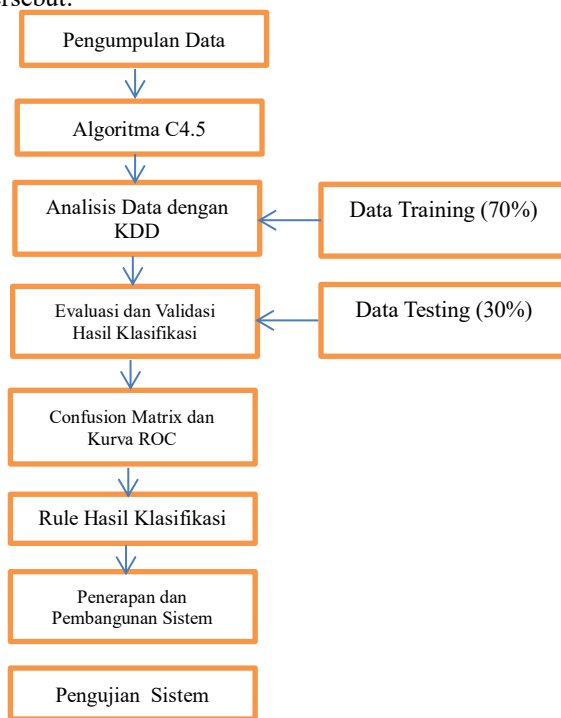 ersebut.
Pengumpulan Data
Algoritma C4.5
Analisis Data dengan
KDD
Data Training (70%)
Evaluasi dan Validasi
Hasil Klasifikasi
Data Testing (30%)
Confusion Matrix dan
Kurva ROC
Rule Hasil Klasifikasi
Penerapan dan
Pembangunan Sistem
Pengujian Sistem